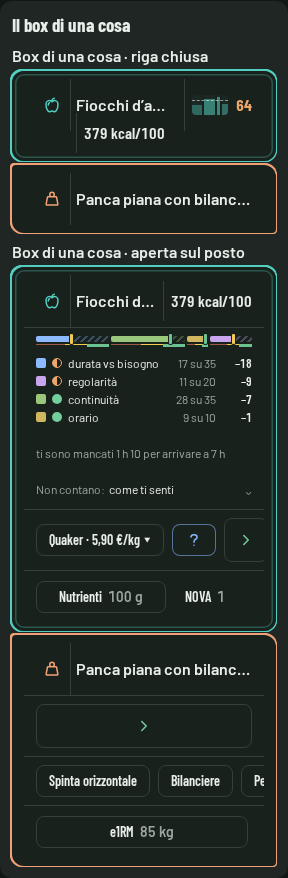 Il box di una cosa
Box di una cosa · riga chiusa
Fiocchi d'a… 64
379 kcal/100
Panca piana con bilanc…
Box di una cosa · aperta sul posto
Fiocchi d… 379 kcal/100
durata vs bisogno 17 su 35 −18
regolarità 11 su 20 −9
continuità 28 su 35 −7
orario 9 su 10 −1
ti sono mancati 1 h 10 per arrivare a 7 h
Non contano: come ti senti
Quaker · 5,90 €/kg ?
Nutrienti 100 g NOVA 1
Panca piana con bilanc…
Spinta orizzontale Bilanciere Pe
e1RM 85 kg